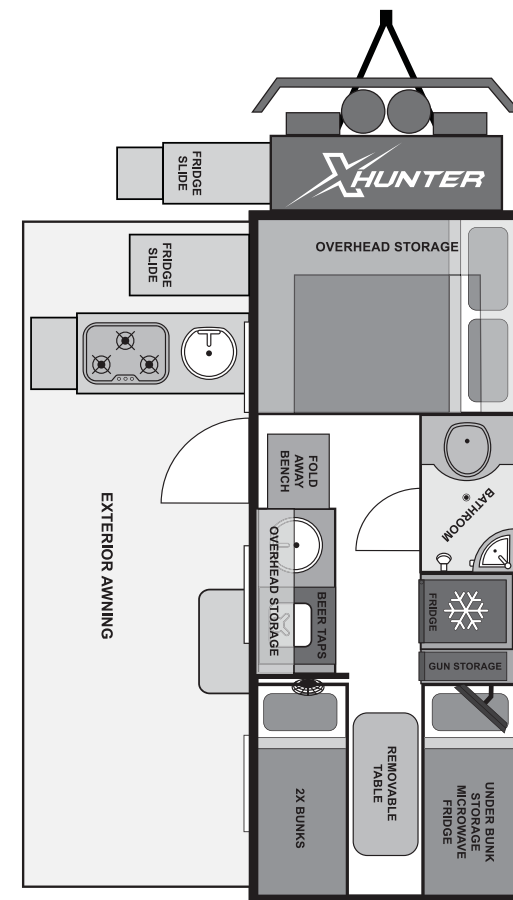 XHUNTER
FRIDGE
SLIDE
OVERHEAD STORAGE
FRIDGE
SLIDE
FOLD
AWAY
BENCH
BATHROOM
EXTERIOR AWNING
OVERHEAD STORAGE
BEER TAPS
FRIDGE
GUN STORAGE
REMOVABLE
TABLE
2X BUNKS
UNDER BUNK
STORAGE
MICROWAVE
FRIDGE